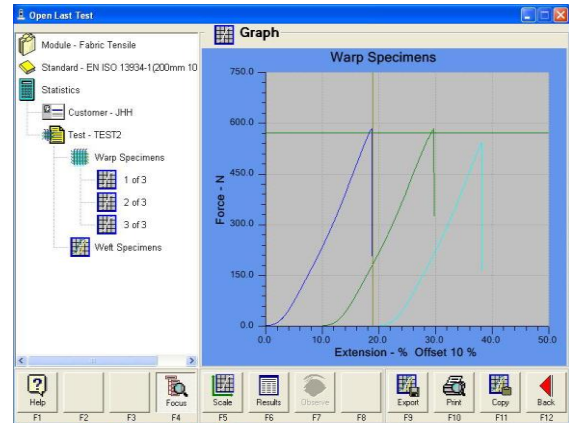 Open Last Test
Module - Fabric Tensile
Standard - EN ISO 13934-1(200mm 10
Statistics
Customer - JHH
Test - TEST2
Warp Specimens
1 of 3
2 of 3
3 of 3
Weft Specimens
Graph
Warp Specimens
750.0
600.0
450.0
300.0
150.0
0.0
Force - N
0.0 10.0 20.0 30.0 40.0 50.0
Extension - % Offset 10 %
Help Focus Scale Results Observe Export Print Copy Back
F1 F2 F3 F4 F5 F6 F7 F8 F9 F10 F11 F12